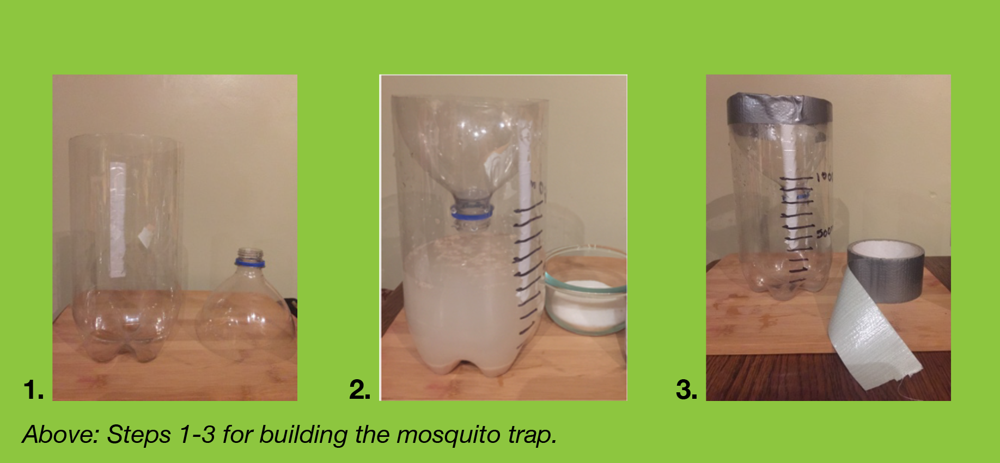 1.
2.
3.
Above: Steps 1-3 for building the mosquito trap.